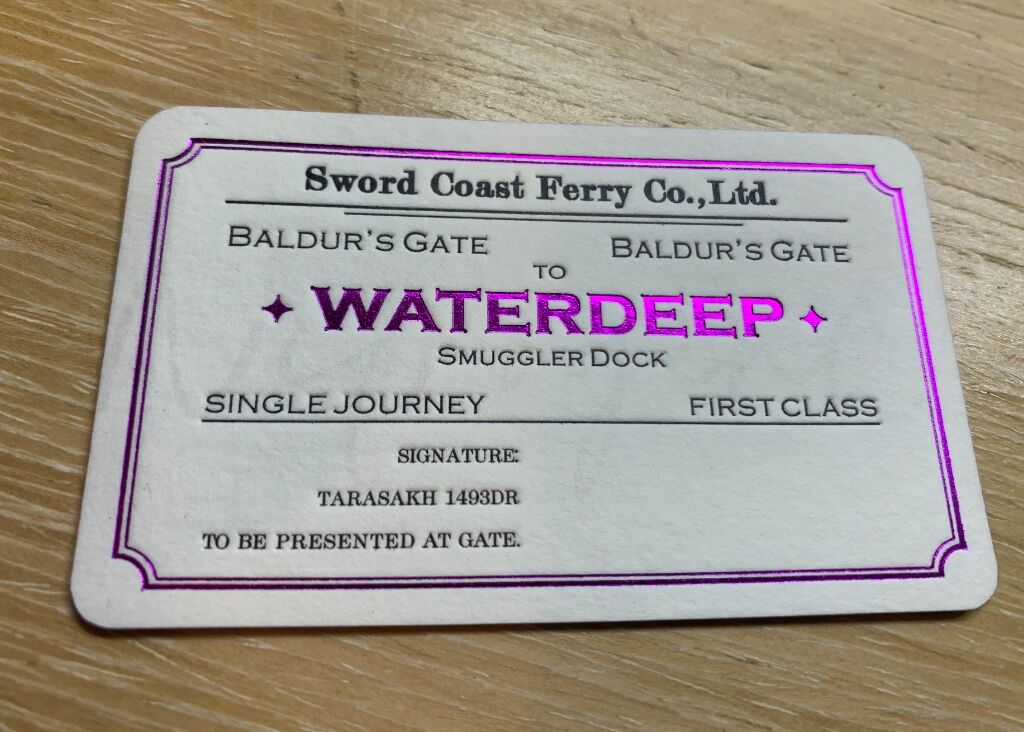 Sword Coast Ferry Co.,Ltd.
BALDUR'S GATE BALDUR'S GATE
TO
WATERDEEP
SMUGGLER DOCK
SINGLE JOURNEY FIRST CLASS
SIGNATURE:
TARASAKH 1493DR
TO BE PRESENTED AT GATE.